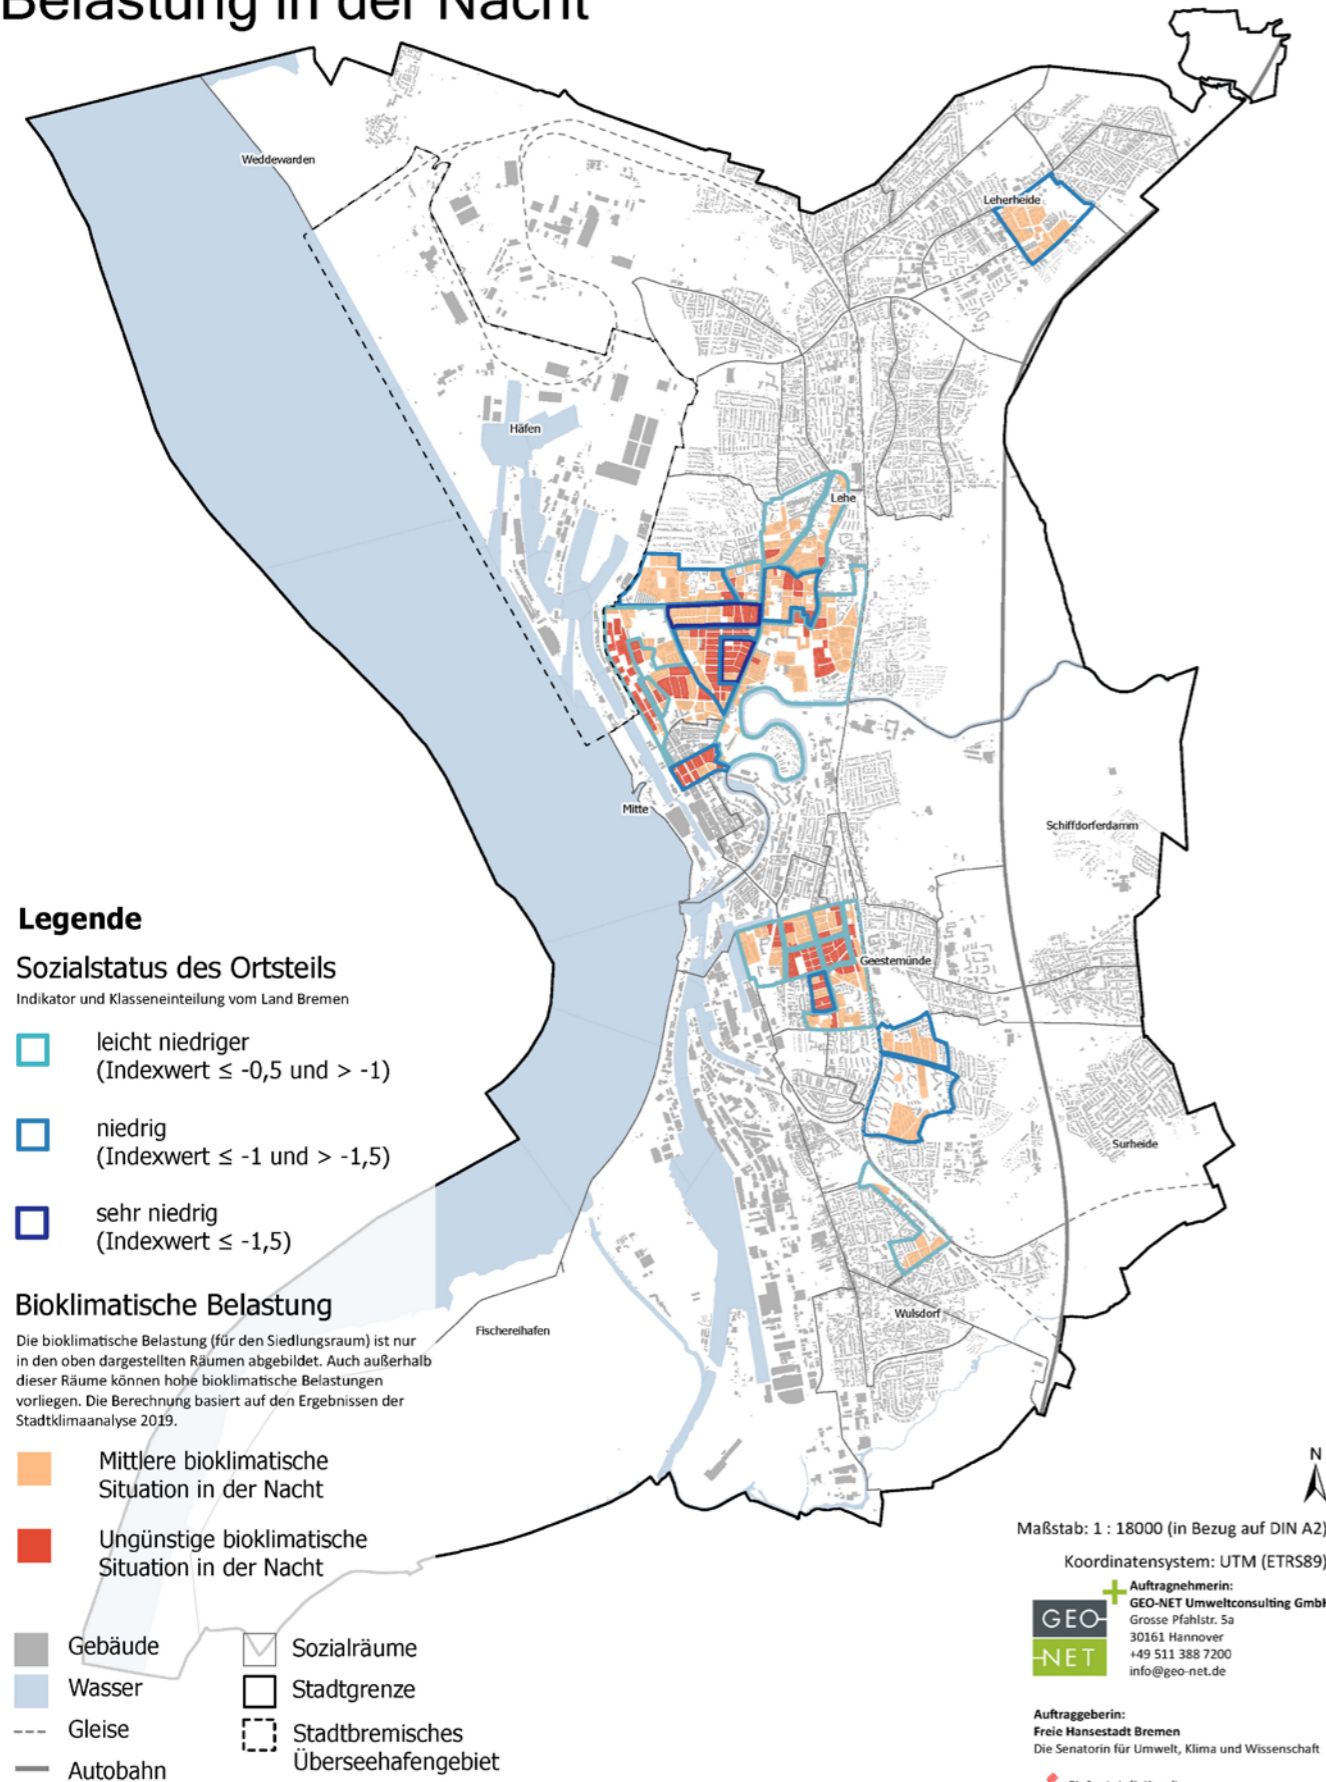 Belastung in der Nacht
Weddewarden
Leherheide
Häfen
Lehe
Mitte
Schiffdorferdamm
Geestemünde
Surheide
Wulsdorf
Fischereihafen
Legende
Sozialstatus des Ortsteils
Indikator und Klasseneinteilung vom Land Bremen
leicht niedriger
(Indexwert ≤ -0,5 und > -1)
niedrig
(Indexwert ≤ -1 und > -1,5)
sehr niedrig
(Indexwert ≤ -1,5)
Bioklimatische Belastung
Die bioklimatische Belastung (für den Siedlungsraum) ist nur
in den oben dargestellten Räumen abgebildet. Auch außerhalb
dieser Räume können hohe bioklimatische Belastungen
vorliegen. Die Berechnung basiert auf den Ergebnissen der
Stadtklimaanalyse 2019.
Mittlere bioklimatische
Situation in der Nacht
Ungünstige bioklimatische
Situation in der Nacht
Gebäude
Wasser
Gleise
Autobahn
Sozialräume
Stadtgrenze
Stadtbremisches
Überseehafengebiet
N
Maßstab: 1 : 18000 (in Bezug auf DIN A2)
Koordinatensystem: UTM (ETRS89)
GEO
NET
Auftragnehmerin:
GEO-NET Umweltconsulting GmbH
Grosse Pfahlstr. 5a
30161 Hannover
+49 511 388 7200
info@geo-net.de
Auftraggeberin:
Freie Hansestadt Bremen
Die Senatorin für Umwelt, Klima und Wissenschaft